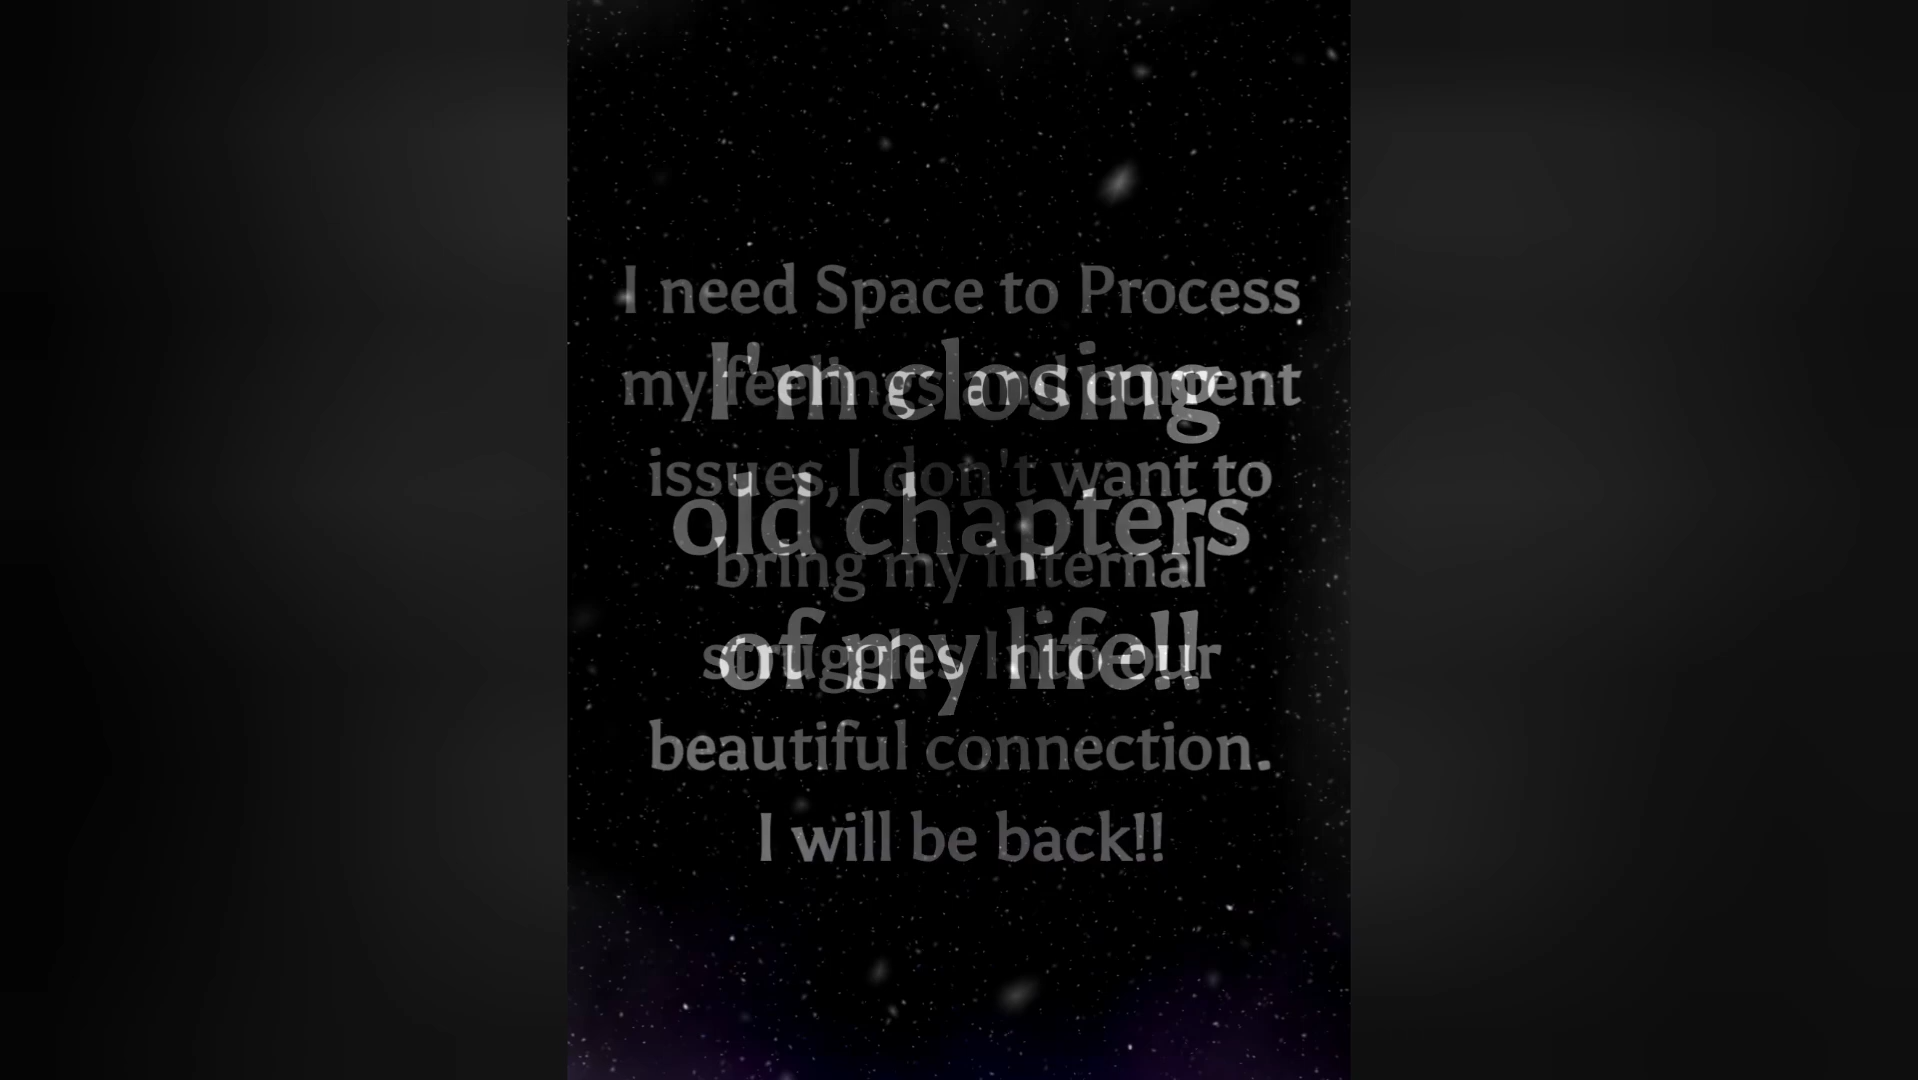 I need Space to Process
my feelings and current
issues,I don't want to
bring my internal
struggles Into our
beautiful connection.
I will be back!!
I'm closing
old chapters
of my life!!